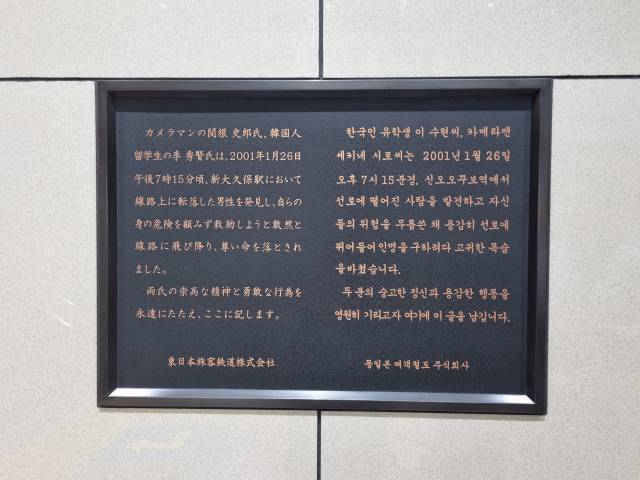 カメラマンの関根 史郎氏、韓国人
留学生の李 秀賢氏は、2001年1月26日
午後7時15分頃、新大久保駅において
線路上に転落した男性を発見し、自らの
身の危険を顧みず救助しようと敢然と
線路に飛び降り、尊い命を落とされ
ました。
両氏の崇高な精神と勇敢な行為を
永遠にたたえ、ここに記します。
東日本旅客鉄道株式会社
한국인 유학생 이 수현씨, 카메라맨
세키네 시로씨는 2001년 1월 26일
오후 7시 15분경, 신오오쿠보역에서
선로에 떨어진 사람을 발견하고 자신
들의 위험을 무릅쓴 채 용감히 선로에
뛰어들어 인명을 구하려다 고귀한 목숨
을바쳤습니다.
두 분의 숭고한 정신과 용감한 행동을
영원히 기리고자 여기에 이 글을 남깁니다.
동일본 여객철도 주식회사